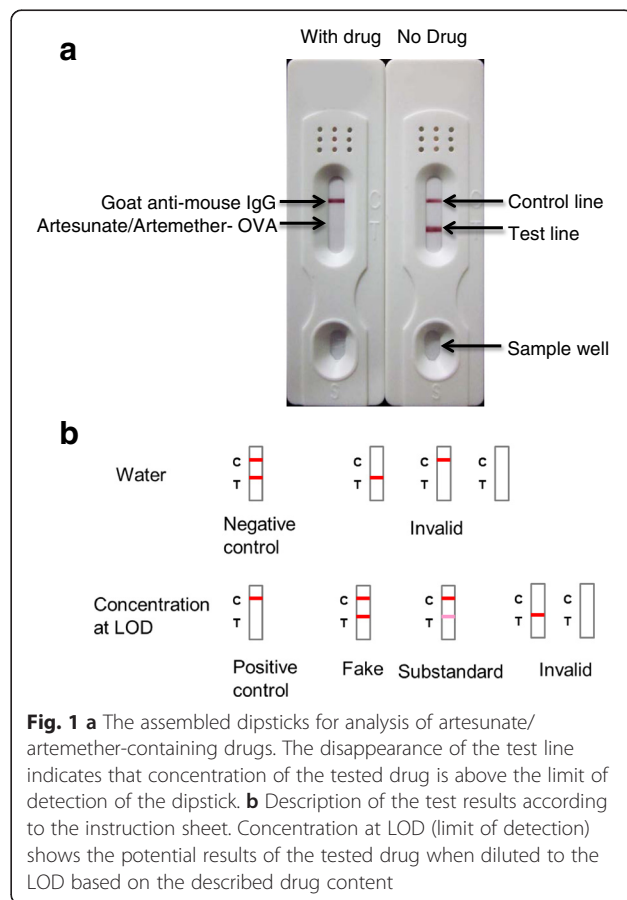 a
With drug No Drug
Goat anti-mouse IgG
Artesunate/Artemether- OVA
C
T
Control line
Test line
Sample well
S
b
Water
C
T
C
T
C
T
C
T
Negative
control
Invalid
Concentration
at LOD
C
T
C
T
C
T
C
T
Positive
control
Fake
Substandard
Invalid
Fig. 1 a The assembled dipsticks for analysis of artesunate/
artemether-containing drugs. The disappearance of the test line
indicates that concentration of the tested drug is above the limit of
detection of the dipstick. b Description of the test results according
to the instruction sheet. Concentration at LOD (limit of detection)
shows the potential results of the tested drug when diluted to the
LOD based on the described drug content